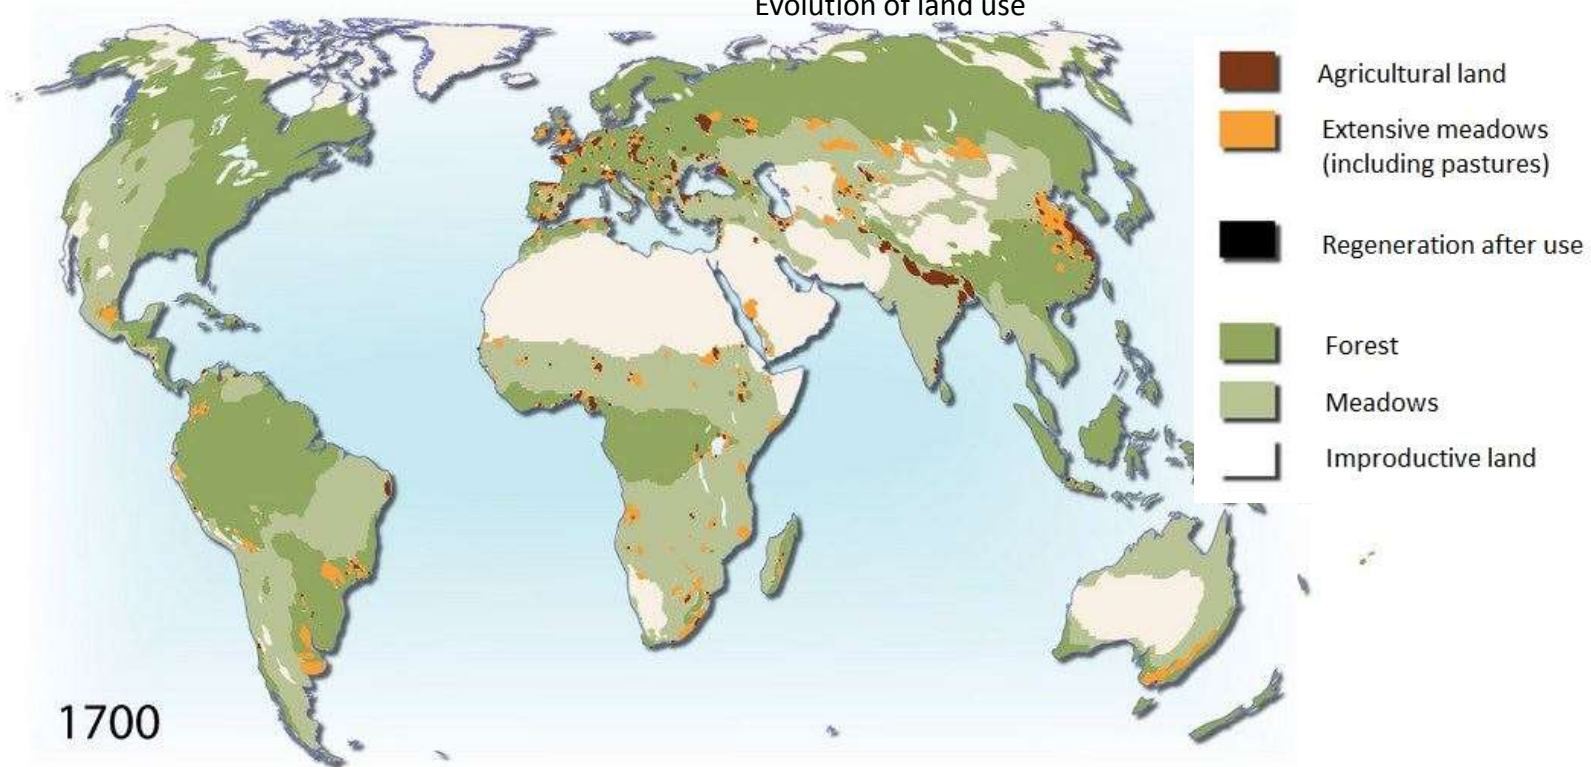 Evolution of land use
Agricultural land
Extensive meadows
(including pastures)
Regeneration after use
Forest
Meadows
Improductive land
1700